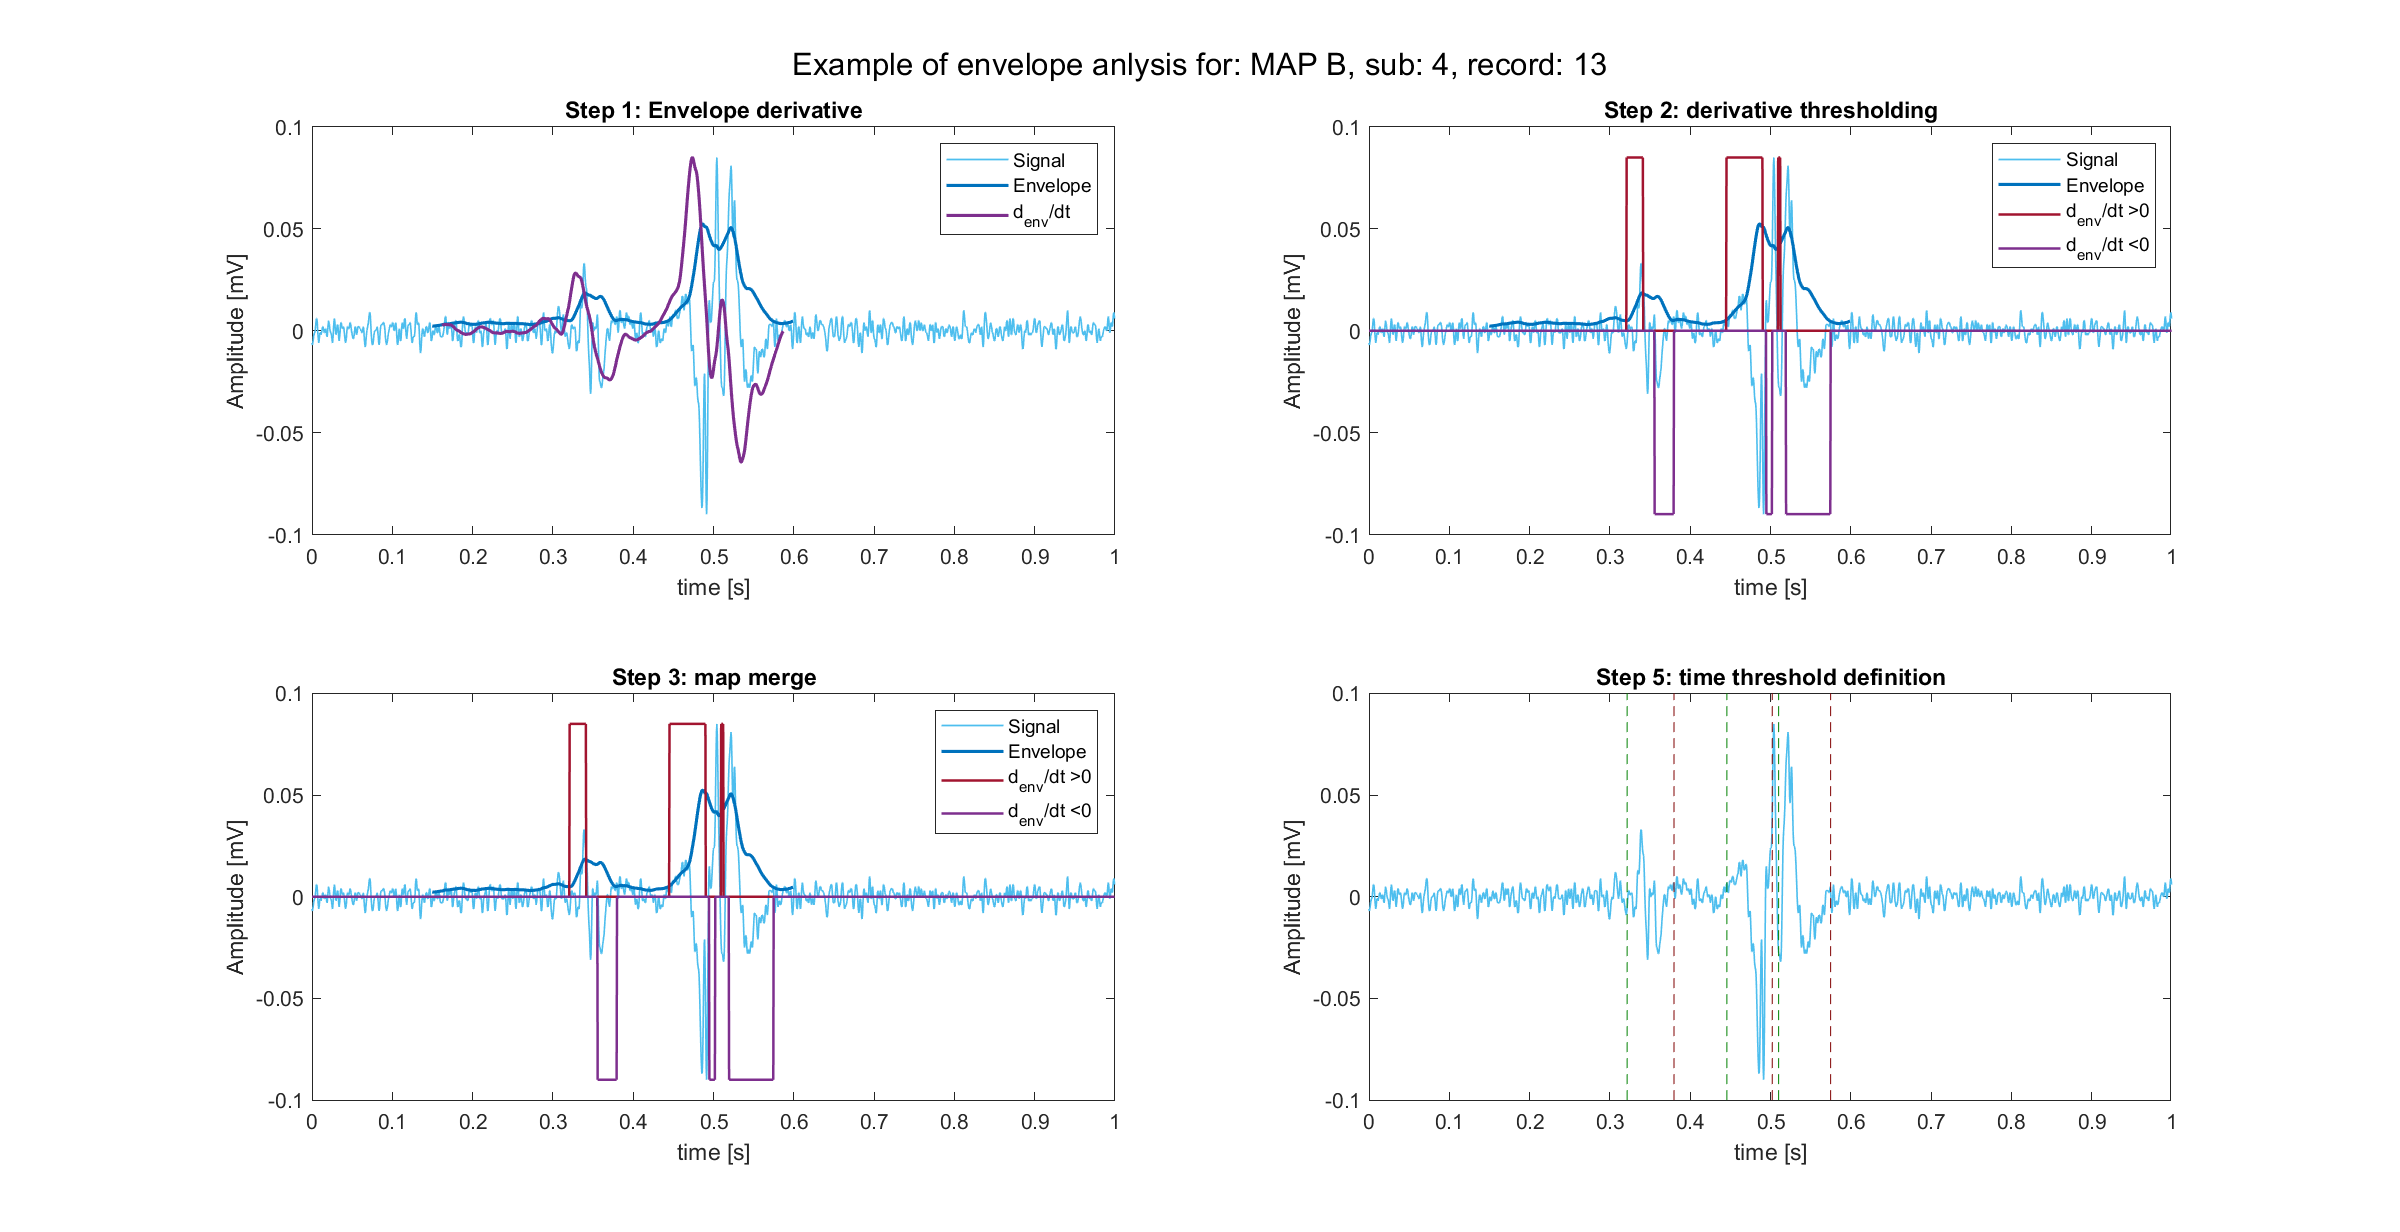 Example of envelope anlysis for: MAP B, sub: 4, record: 13
Step 1: Envelope derivative
0.1
0.05
0
-0.05
-0.1
Amplitude [mV]
0 0.1 0.2 0.3 0.4 0.5 0.6 0.7 0.8 0.9 1
time [s]
Signal
Envelope
d_env/dt
Step 2: derivative thresholding
0.1
0.05
0
-0.05
-0.1
Amplitude [mV]
0 0.1 0.2 0.3 0.4 0.5 0.6 0.7 0.8 0.9 1
time [s]
Signal
Envelope
d_env/dt >0
d_env/dt <0
Step 3: map merge
0.1
0.05
0
-0.05
-0.1
Amplitude [mV]
0 0.1 0.2 0.3 0.4 0.5 0.6 0.7 0.8 0.9 1
time [s]
Signal
Envelope
d_env/dt >0
d_env/dt <0
Step 5: time threshold definition
0.1
0.05
0
-0.05
-0.1
Amplitude [mV]
0 0.1 0.2 0.3 0.4 0.5 0.6 0.7 0.8 0.9 1
time [s]